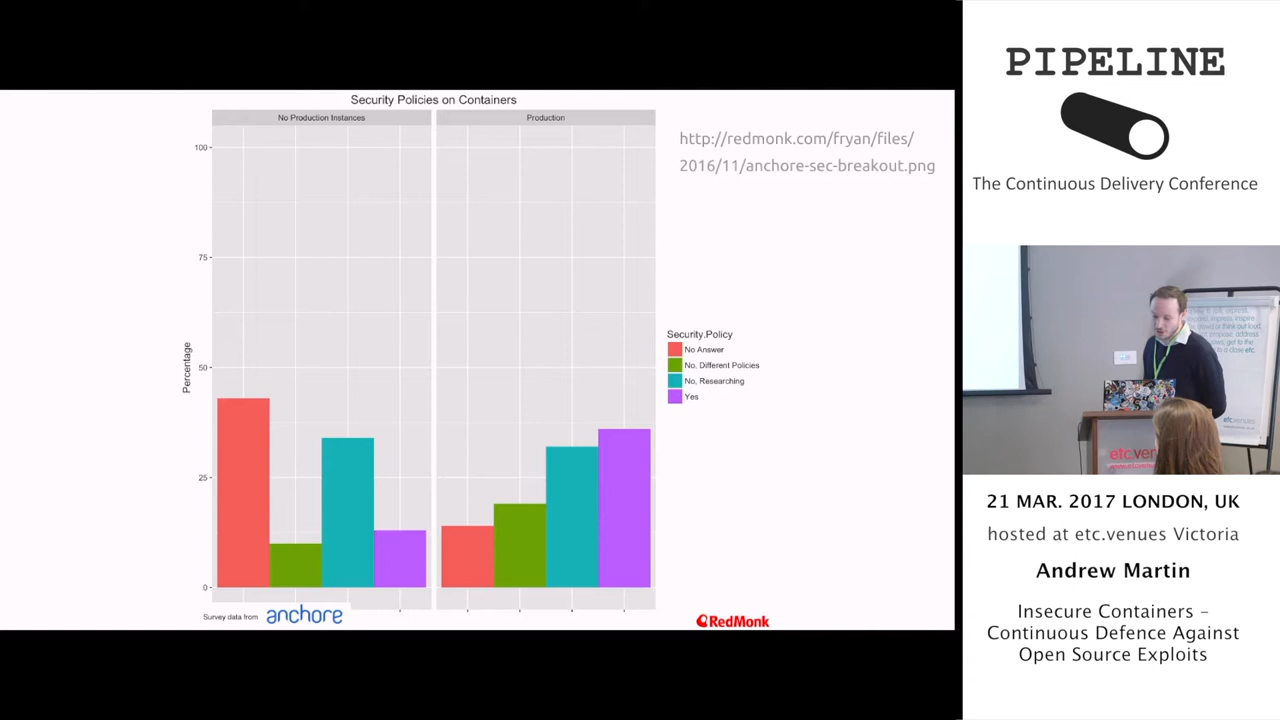 Security Policies on Containers
No Production Instances
Production
100
75
50
25
0
Percentage
http://redmonk.com/fryan/files/
2016/11/anchore-sec-breakout.png
Security.Policy
No Answer
No, Different Policies
No, Researching
Yes
Survey data from anchore
RedMonk
PIPELINE
The Continuous Delivery Conference
etc.venues
21 MAR. 2017 LONDON, UK
hosted at etc.venues Victoria
Andrew Martin
Insecure Containers –
Continuous Defence Against
Open Source Exploits